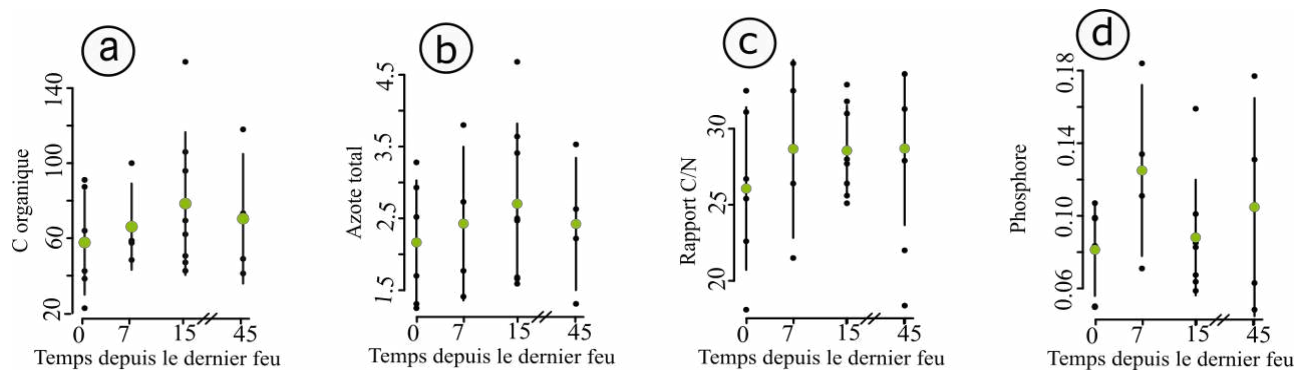 a
C organique
140
100
60
20
0 7 15 45
Temps depuis le dernier feu
b
Azote total
4.5
3.5
2.5
1.5
0 7 15 45
Temps depuis le dernier feu
c
Rapport C/N
30
25
20
0 7 15 45
Temps depuis le dernier feu
d
Phosphore
0.18
0.14
0.10
0.06
0 7 15 45
Temps depuis le dernier feu